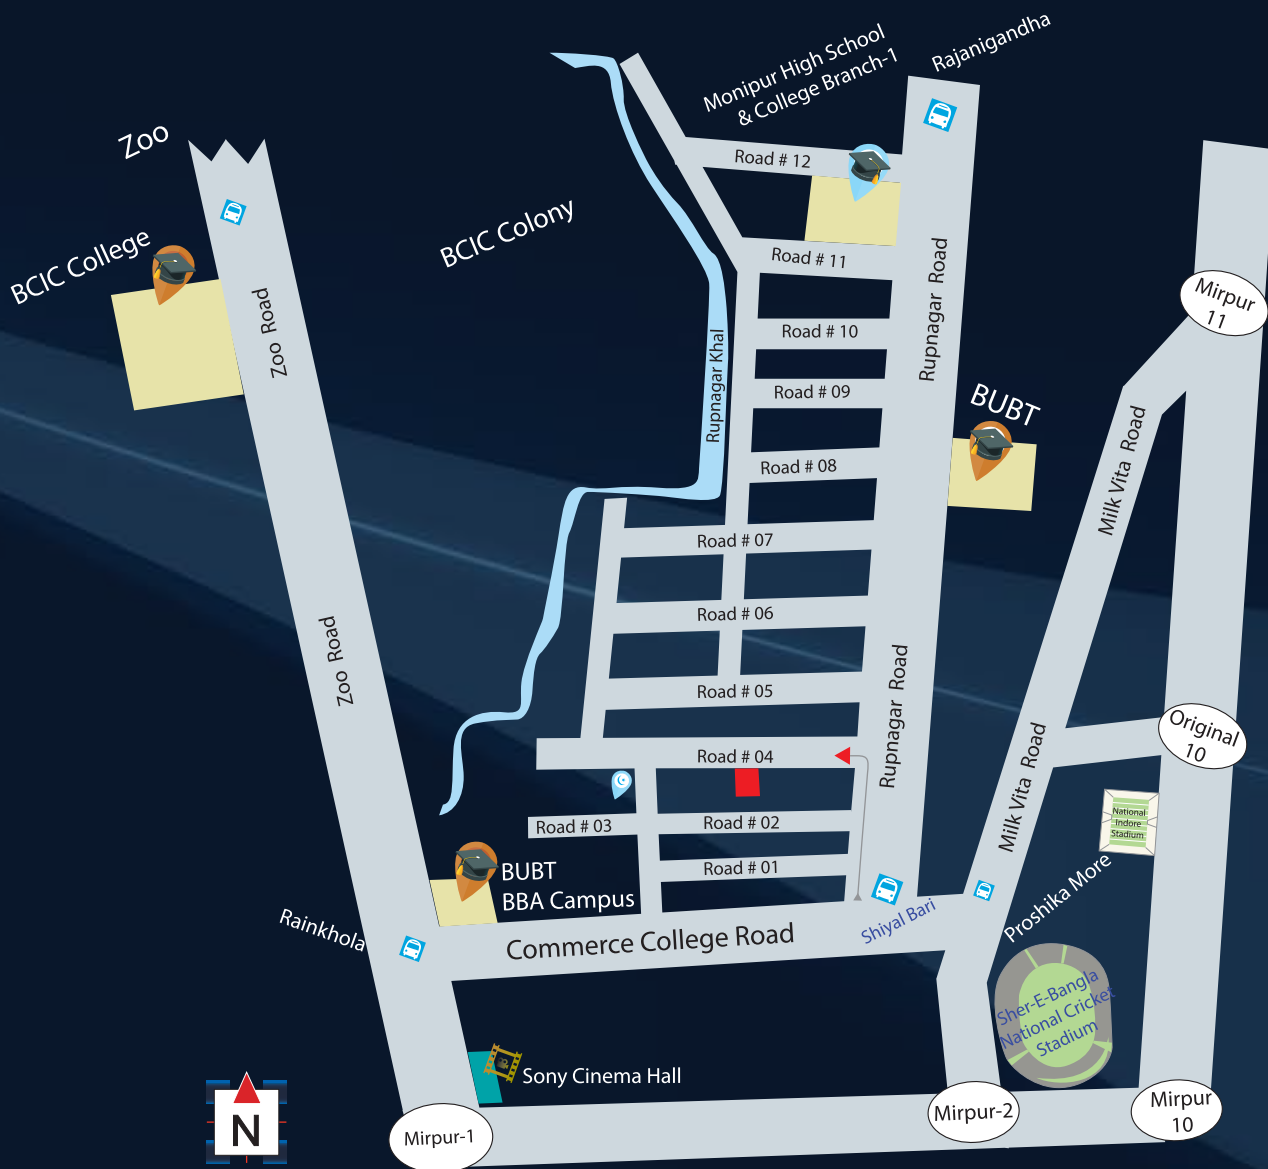 Rajanigandha
Monipur High School
& College Branch-1
Zoo
Road # 12
BCIC Colony
BCIC College
Road # 11
Rupnagar Road
Mirpur
11
Zoo Road
Road # 10
Rupnagar Khal
Road # 09
BUBT
Milk Vita Road
Road # 08
Road # 07
Road # 06
Zoo Road
Road # 05
Rupnagar Road
Original
10
Road # 04
Milk Vita Road
National
Indore
Stadium
Road # 03
Road # 02
Road # 01
BUBT
BBA Campus
Proshika More
Rainkhola
Shiyal Bari
Commerce College Road
Sher-E-Bangla
National Cricket
Stadium
Sony Cinema Hall
N
Mirpur-1
Mirpur-2
Mirpur
10